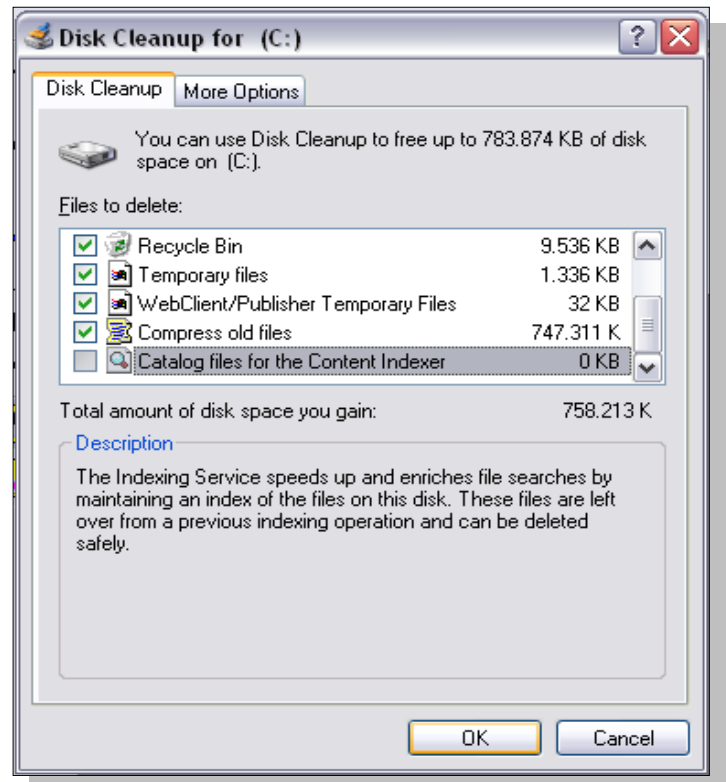 Disk Cleanup for (C:)
Disk Cleanup
More Options
You can use Disk Cleanup to free up to 783.874 KB of disk
space on (C:).
Files to delete:
Recycle Bin 9.536 KB
Temporary files 1.336 KB
WebClient/Publisher Temporary Files 32 KB
Compress old files 747.311 K
Catalog files for the Content Indexer 0 KB
Total amount of disk space you gain: 758.213 K
Description
The Indexing Service speeds up and enriches file searches by
maintaining an index of the files on this disk. These files are left
over from a previous indexing operation and can be deleted
safely.
OK Cancel